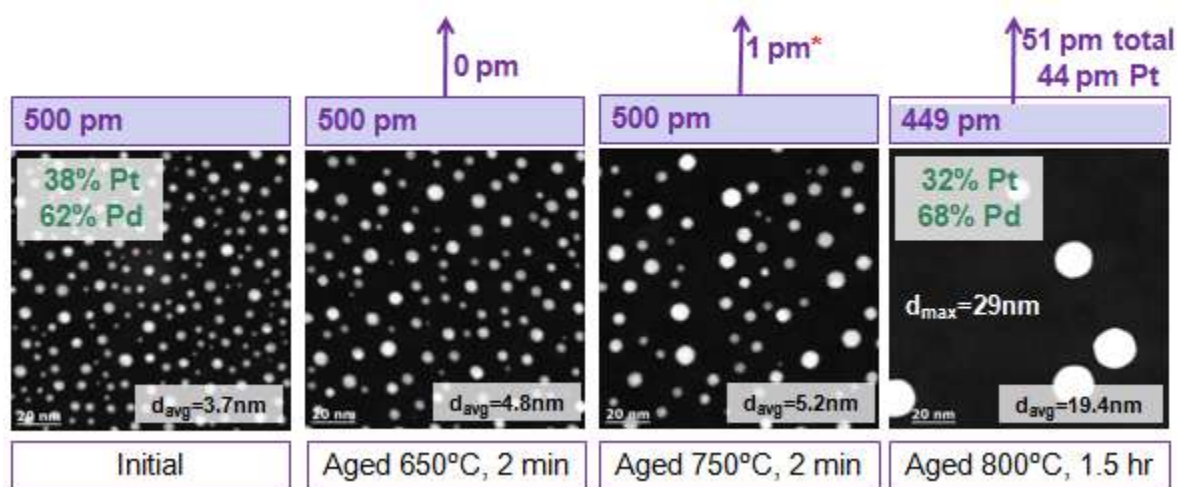 0 pm
1 pm*
51 pm total
44 pm Pt
500 pm
500 pm
500 pm
449 pm
38% Pt
62% Pd
32% Pt
68% Pd
dmax=29nm
davg=3.7nm
davg=4.8nm
davg=5.2nm
davg=19.4nm
20 nm
20 nm
20 nm
20 nm
Initial
Aged 650ºC, 2 min
Aged 750ºC, 2 min
Aged 800ºC, 1.5 hr